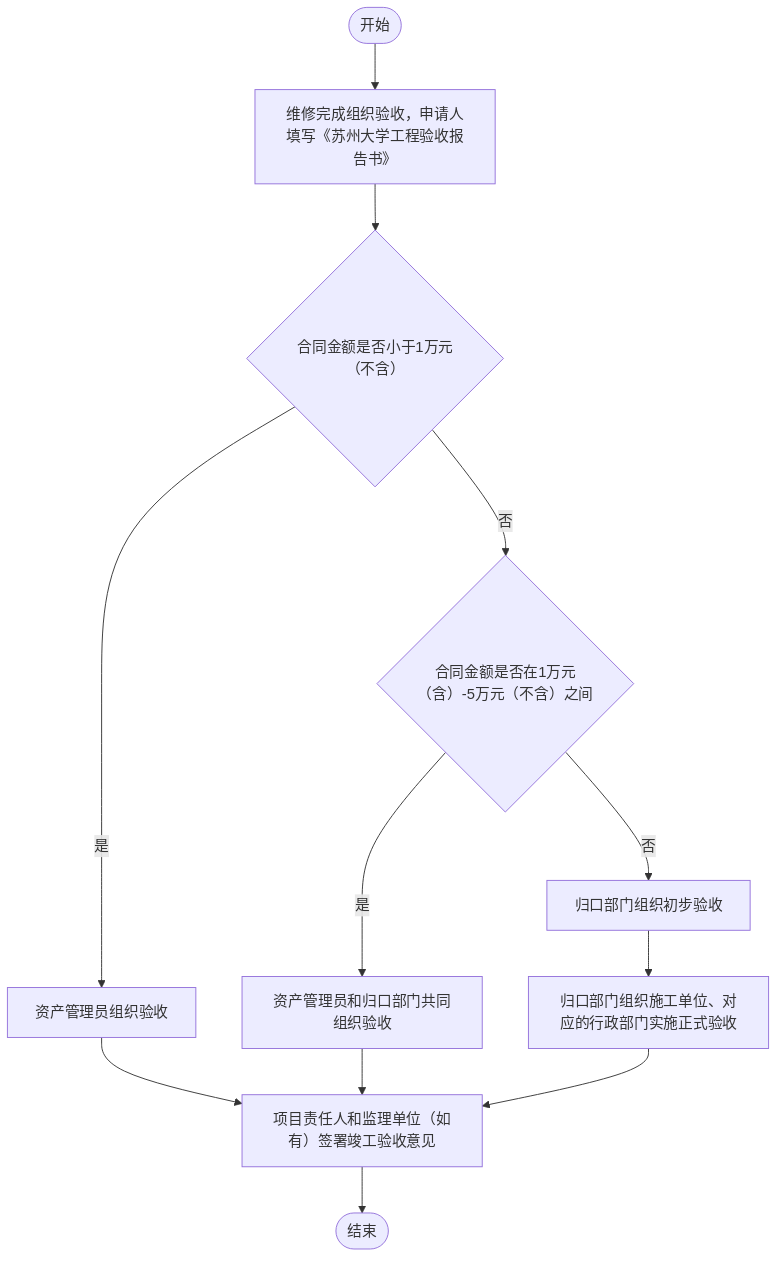 开始
维修完成组织验收，申请人
填写《苏州大学工程验收报
告书》
合同金额是否小于1万元
（不含）
否
合同金额是否在1万元
（含）-5万元（不含）之间
是
否
是
归口部门组织初步验收
资产管理员组织验收
资产管理员和归口部门共同
组织验收
归口部门组织施工单位、对
应的行政部门实施正式验收
项目责任人和监理单位（如
有）签署竣工验收意见
结束